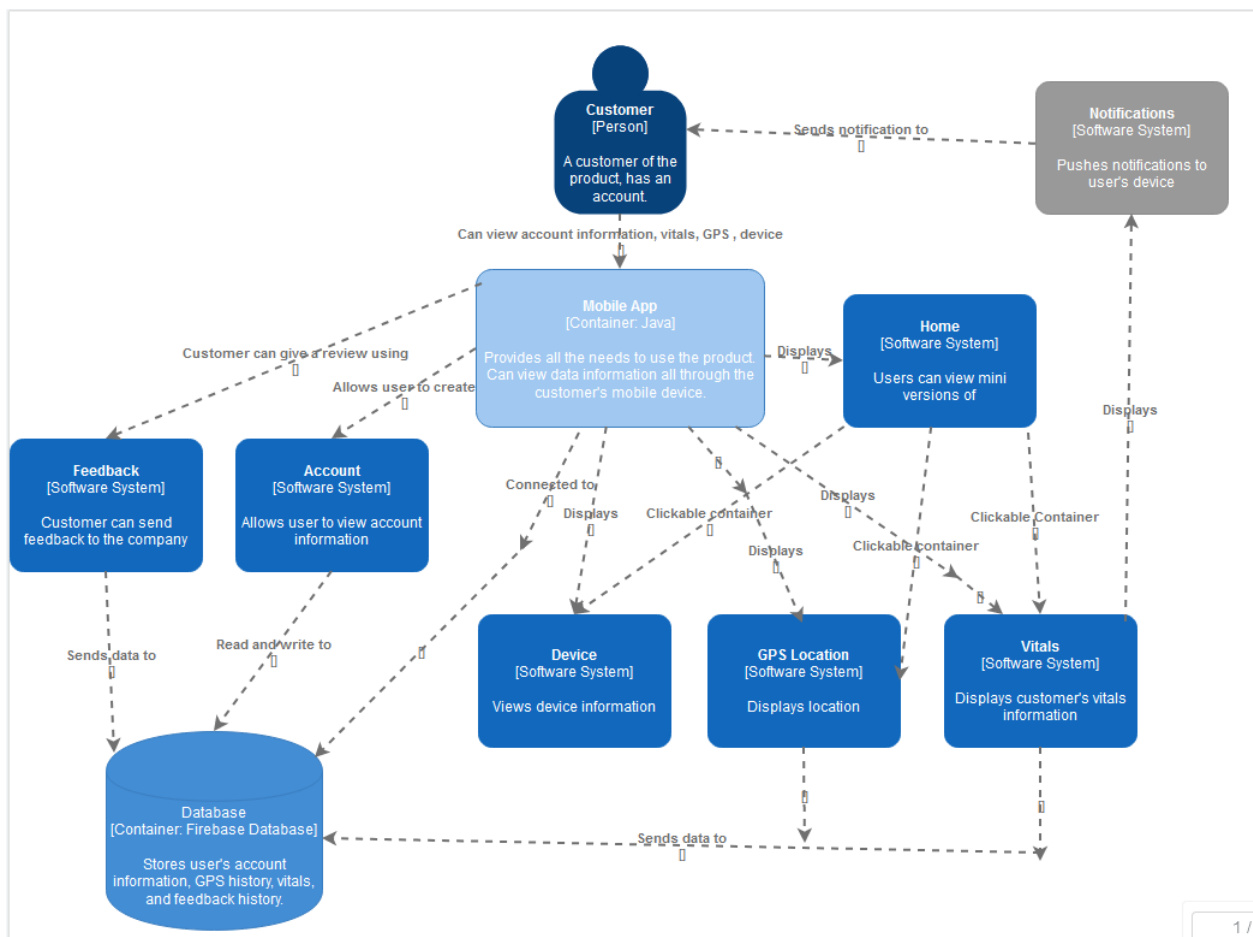 Customer
[Person]
A customer of the
product, has an
account.
Sends notification to
Notifications
[Software System]
Pushes notifications to
user's device
Can view account information, vitals, GPS , device
Mobile App
[Container: Java]
Provides all the needs to use the product.
Can view data information all through the
customer's mobile device.
Displays
Home
[Software System]
Users can view mini
versions of
Customer can give a review using
Allows user to create
Displays
Feedback
[Software System]
Customer can send
feedback to the company
Account
[Software System]
Allows user to view account
information
Connected to
Displays
Clickable container
Displays
Displays
Clickable container
Clickable Container
Sends data to
Read and write to
Device
[Software System]
Views device information
GPS Location
[Software System]
Displays location
Vitals
[Software System]
Displays customer's vitals
information
Database
[Container: Firebase Database]
Stores user's account
information, GPS history, vitals,
and feedback history.
Sends data to
1 /